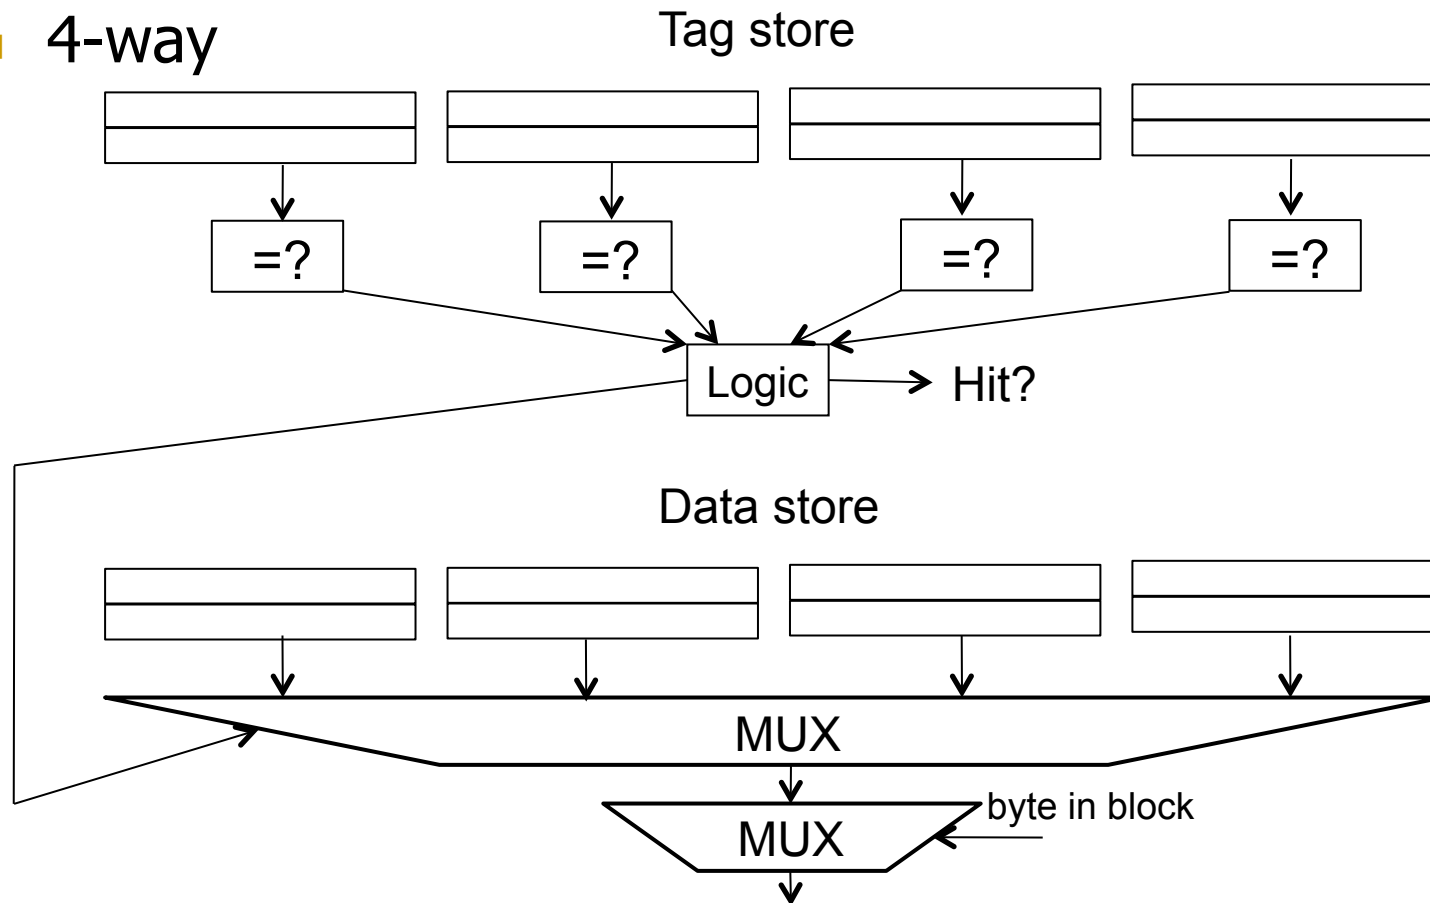 4-way
Tag store
=? =? =? =?
Logic
Hit?
Data store
MUX
byte in block
MUX